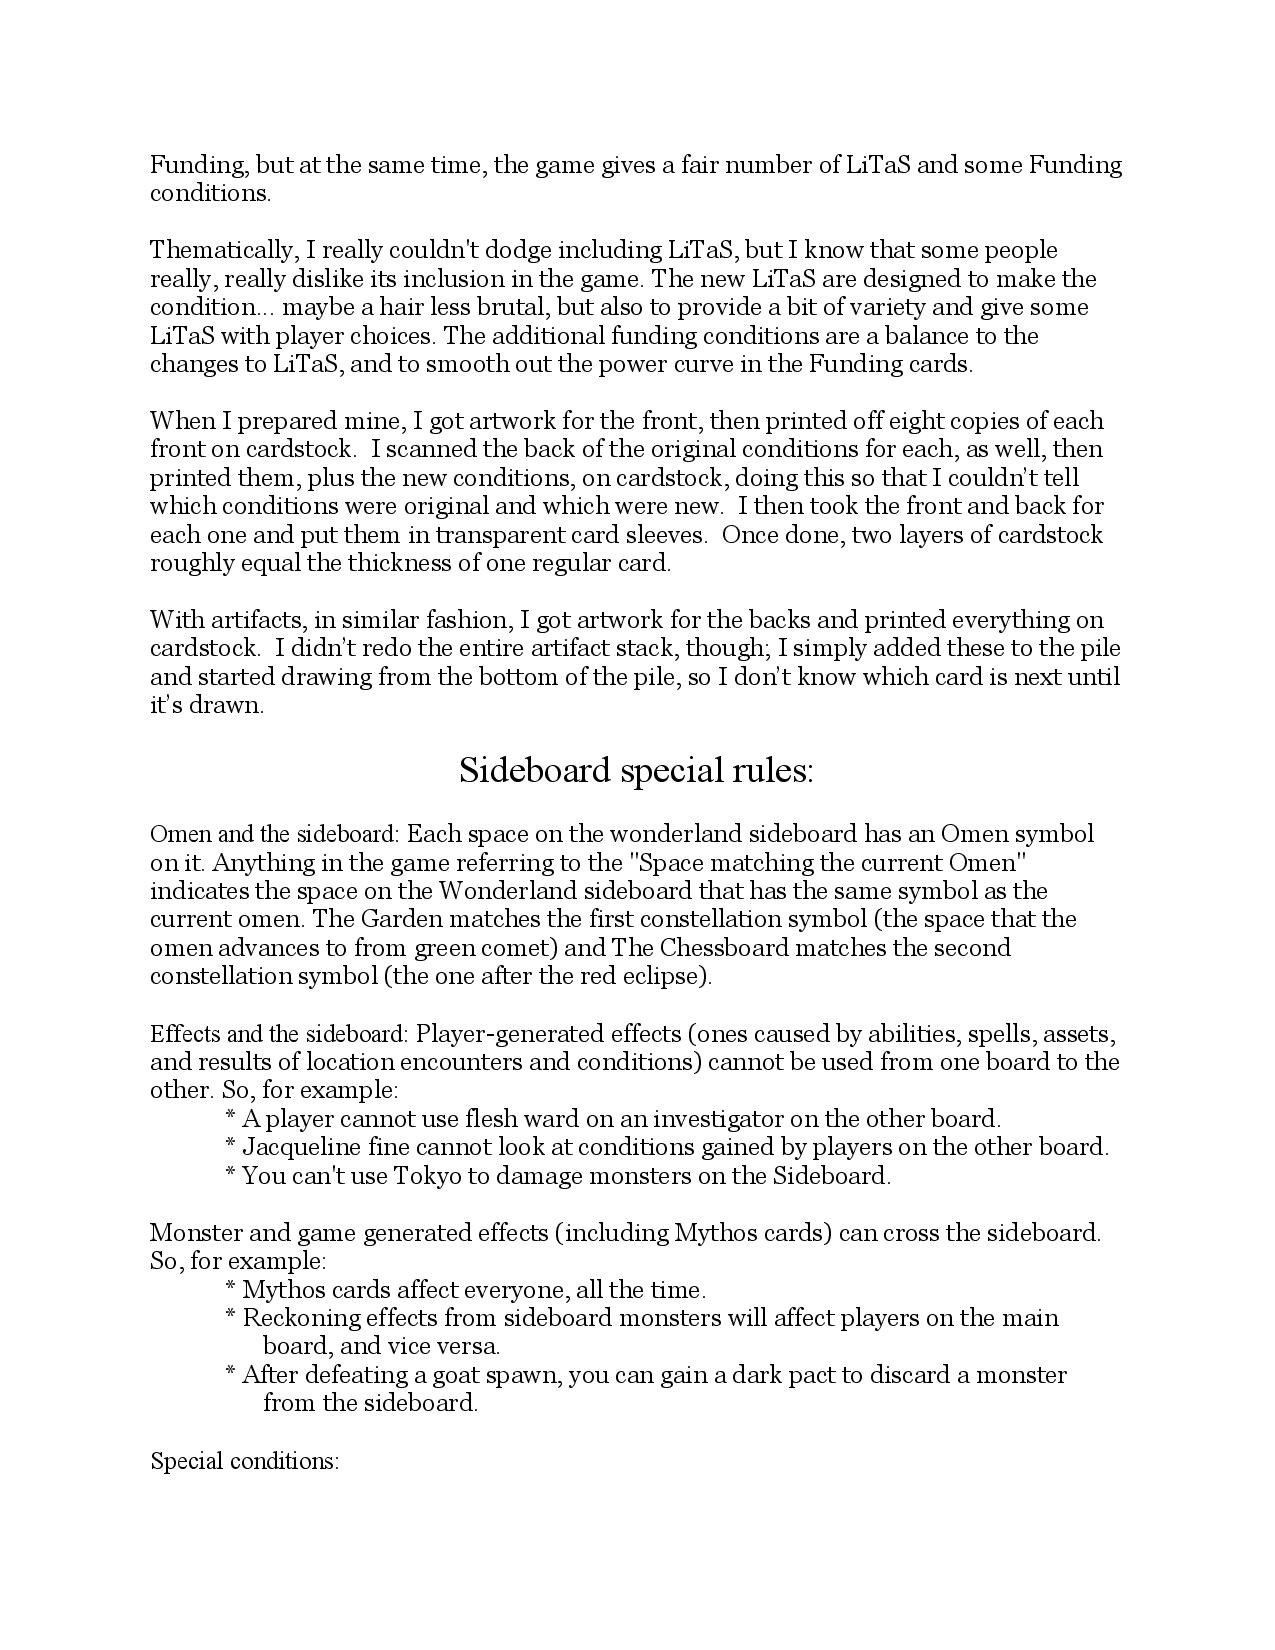 Funding, but at the same time, the game gives a fair number of LiTaS and some Funding
conditions.
Thematically, I really couldn't dodge including LiTaS, but I know that some people
really, really dislike its inclusion in the game. The new LiTaS are designed to make the
condition... maybe a hair less brutal, but also to provide a bit of variety and give some
LiTaS with player choices. The additional funding conditions are a balance to the
changes to LiTaS, and to smooth out the power curve in the Funding cards.
When I prepared mine, I got artwork for the front, then printed off eight copies of each
front on cardstock.  I scanned the back of the original conditions for each, as well, then
printed them, plus the new conditions, on cardstock, doing this so that I couldn’t tell
which conditions were original and which were new.  I then took the front and back for
each one and put them in transparent card sleeves.  Once done, two layers of cardstock
roughly equal the thickness of one regular card.
With artifacts, in similar fashion, I got artwork for the backs and printed everything on
cardstock.  I didn’t redo the entire artifact stack, though; I simply added these to the pile
and started drawing from the bottom of the pile, so I don’t know which card is next until
it’s drawn.
Sideboard special rules:
Omen and the sideboard: Each space on the wonderland sideboard has an Omen symbol
on it. Anything in the game referring to the "Space matching the current Omen"
indicates the space on the Wonderland sideboard that has the same symbol as the
current omen. The Garden matches the first constellation symbol (the space that the
omen advances to from green comet) and The Chessboard matches the second
constellation symbol (the one after the red eclipse).
Effects and the sideboard: Player-generated effects (ones caused by abilities, spells, assets,
and results of location encounters and conditions) cannot be used from one board to the
other. So, for example:
* A player cannot use flesh ward on an investigator on the other board.
* Jacqueline fine cannot look at conditions gained by players on the other board.
* You can't use Tokyo to damage monsters on the Sideboard.
Monster and game generated effects (including Mythos cards) can cross the sideboard.
So, for example:
* Mythos cards affect everyone, all the time.
* Reckoning effects from sideboard monsters will affect players on the main
board, and vice versa.
* After defeating a goat spawn, you can gain a dark pact to discard a monster
from the sideboard.
Special conditions: